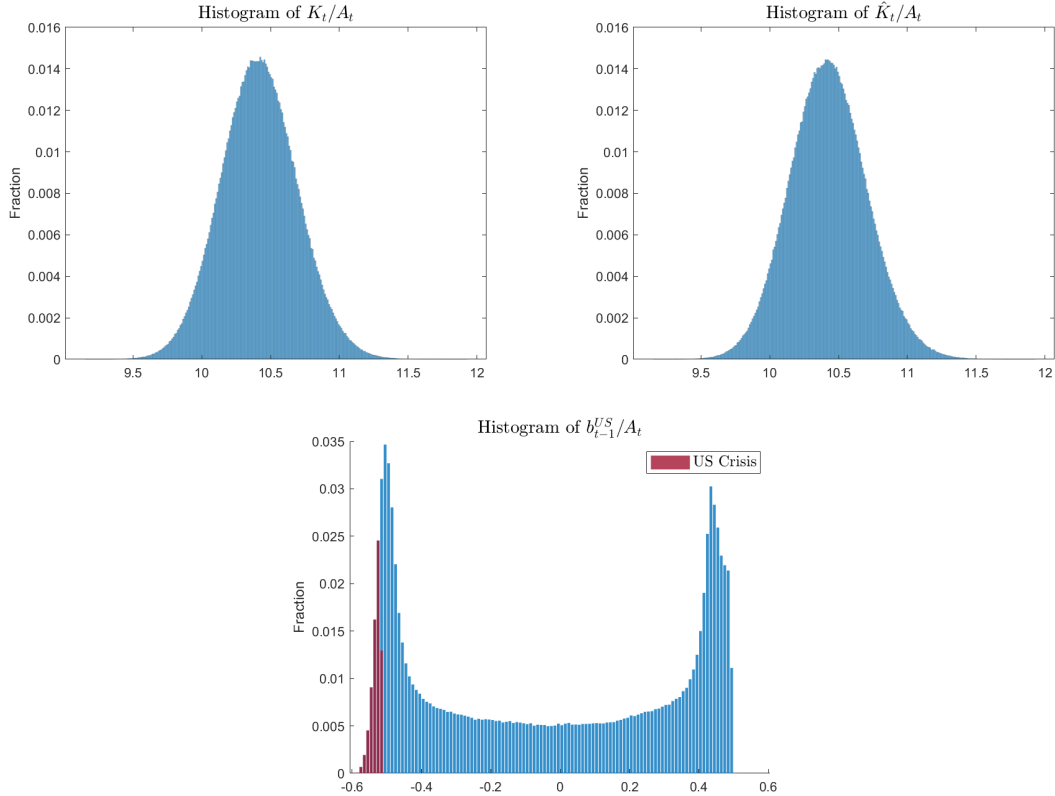 Histogram of $K_t/A_t$
0.016
0.014
0.012
0.01
0.008
0.006
0.004
0.002
0
Fraction
9.5 10 10.5 11 11.5 12
Histogram of $\hat{K}_t/A_t$
0.016
0.014
0.012
0.01
0.008
0.006
0.004
0.002
0
Fraction
9.5 10 10.5 11 11.5 12
Histogram of $b_{t-1}^{US}/A_t$
0.035
0.03
0.025
0.02
0.015
0.01
0.005
0
Fraction
US Crisis
-0.6 -0.4 -0.2 0 0.2 0.4 0.6